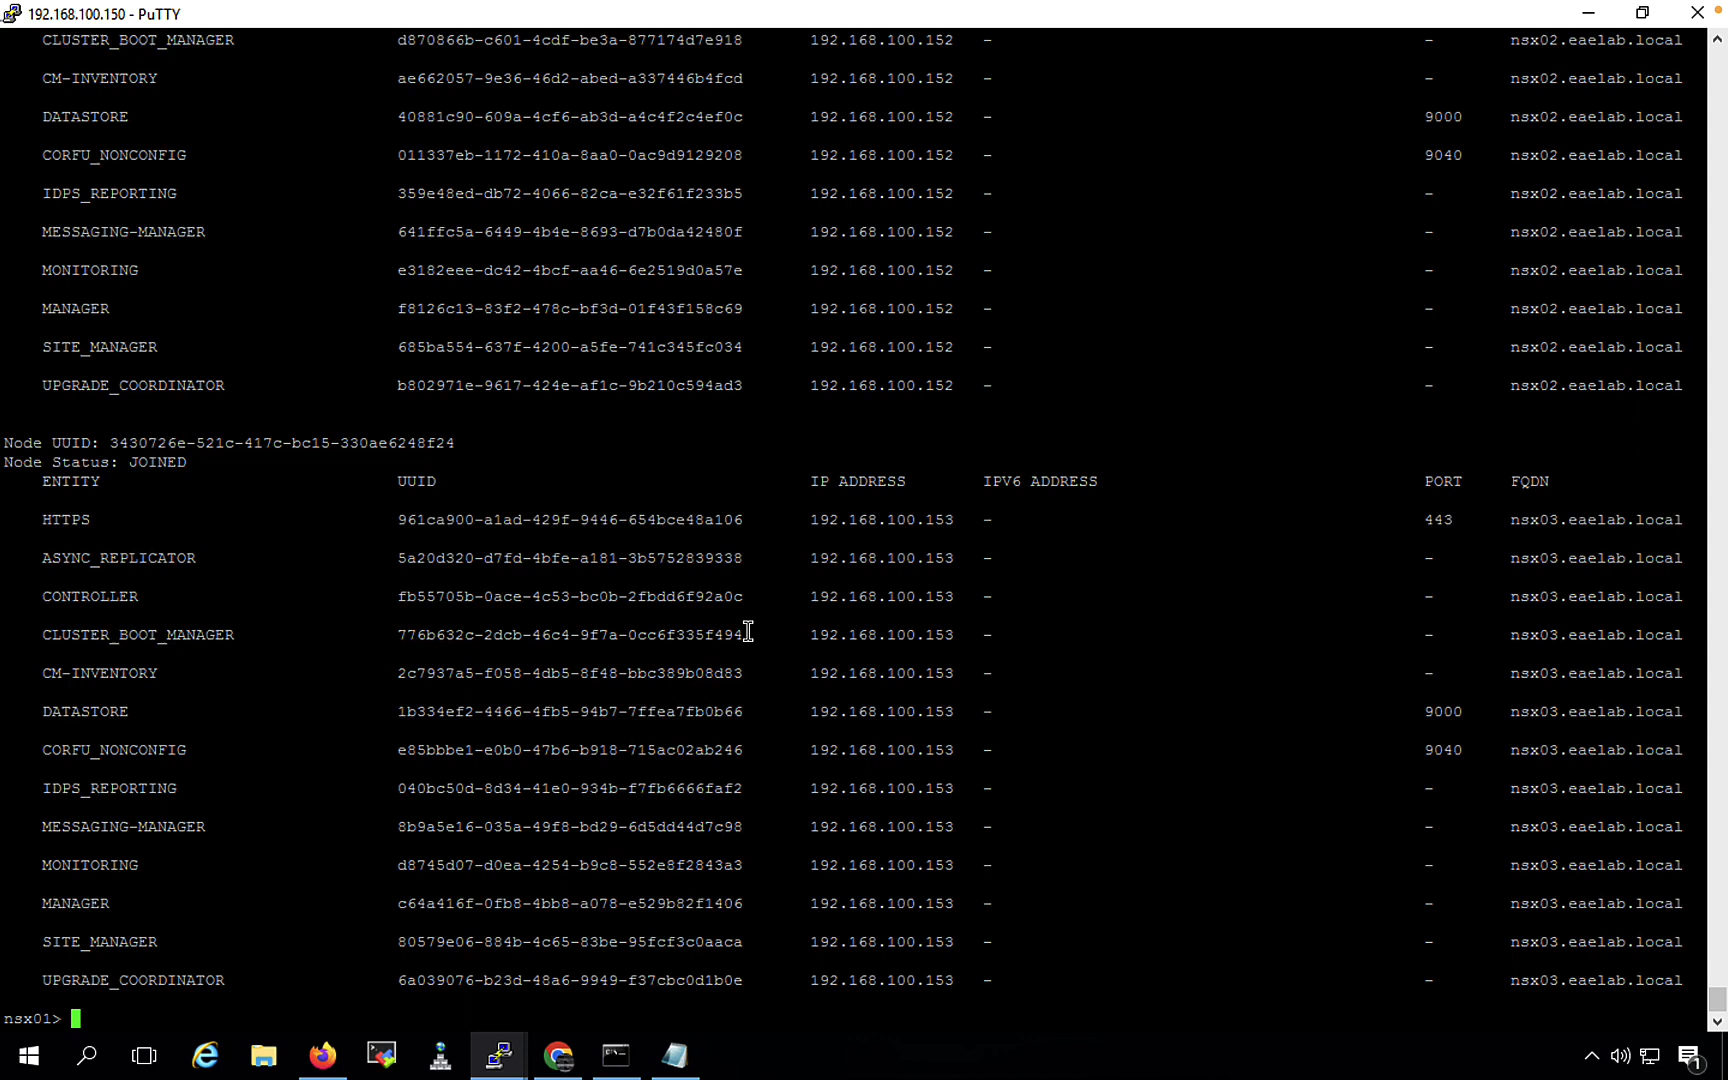 192.168.100.150 - PuTTY
CLUSTER_BOOT_MANAGER d870866b-c601-4cdf-be3a-877174d7e918 192.168.100.152 - - nsx02.eaelab.local
CM-INVENTORY ae662057-9e36-46d2-abed-a337446b4fcd 192.168.100.152 - - nsx02.eaelab.local
DATASTORE 40881c90-609a-4cf6-ab3d-a4c4f2c4ef0c 192.168.100.152 - 9000 nsx02.eaelab.local
CORFU_NONCONFIG 011337eb-1172-410a-8aa0-0ac9d9129208 192.168.100.152 - 9040 nsx02.eaelab.local
IDPS_REPORTING 359e48ed-db72-4066-82ca-e32f61f233b5 192.168.100.152 - - nsx02.eaelab.local
MESSAGING-MANAGER 641ffc5a-6449-4b4e-8693-d7b0da42480f 192.168.100.152 - - nsx02.eaelab.local
MONITORING e3182eee-dc42-4bcf-aa46-6e2519d0a57e 192.168.100.152 - - nsx02.eaelab.local
MANAGER f8126c13-83f2-478c-bf3d-01f43f158c69 192.168.100.152 - - nsx02.eaelab.local
SITE_MANAGER 685ba554-637f-4200-a5fe-741c345fc034 192.168.100.152 - - nsx02.eaelab.local
UPGRADE_COORDINATOR b802971e-9617-424e-af1c-9b210c594ad3 192.168.100.152 - - nsx02.eaelab.local
Node UUID: 3430726e-521c-417c-bc15-330ae6248f24
Node Status: JOINED
ENTITY UUID IP ADDRESS IPV6 ADDRESS PORT FQDN
HTTPS 961ca900-a1ad-429f-9446-654bce48a106 192.168.100.153 - 443 nsx03.eaelab.local
ASYNC_REPLICATOR 5a20d320-d7fd-4bfe-a181-3b5752839338 192.168.100.153 - - nsx03.eaelab.local
CONTROLLER fb55705b-0ace-4c53-bc0b-2fbdd6f92a0c 192.168.100.153 - - nsx03.eaelab.local
CLUSTER_BOOT_MANAGER 776b632c-2dcb-46c4-9f7a-0cc6f335f494 192.168.100.153 - - nsx03.eaelab.local
CM-INVENTORY 2c7937a5-f058-4db5-8f48-bbc389b08d83 192.168.100.153 - - nsx03.eaelab.local
DATASTORE 1b334ef2-4466-4fb5-94b7-7ffea7fb0b66 192.168.100.153 - 9000 nsx03.eaelab.local
CORFU_NONCONFIG e85bbbe1-e0b0-47b6-b918-715ac02ab246 192.168.100.153 - 9040 nsx03.eaelab.local
IDPS_REPORTING 040bc50d-8d34-41e0-934b-f7fb6666faf2 192.168.100.153 - - nsx03.eaelab.local
MESSAGING-MANAGER 8b9a5e16-035a-49f8-bd29-6d5dd44d7c98 192.168.100.153 - - nsx03.eaelab.local
MONITORING d8745d07-d0ea-4254-b9c8-552e8f2843a3 192.168.100.153 - - nsx03.eaelab.local
MANAGER c64a416f-0fb8-4bb8-a078-e529b82f1406 192.168.100.153 - - nsx03.eaelab.local
SITE_MANAGER 80579e06-884b-4c65-83be-95fcf3c0aaca 192.168.100.153 - - nsx03.eaelab.local
UPGRADE_COORDINATOR 6a039076-b23d-48a6-9949-f37cbc0d1b0e 192.168.100.153 - - nsx03.eaelab.local
nsx01>
1